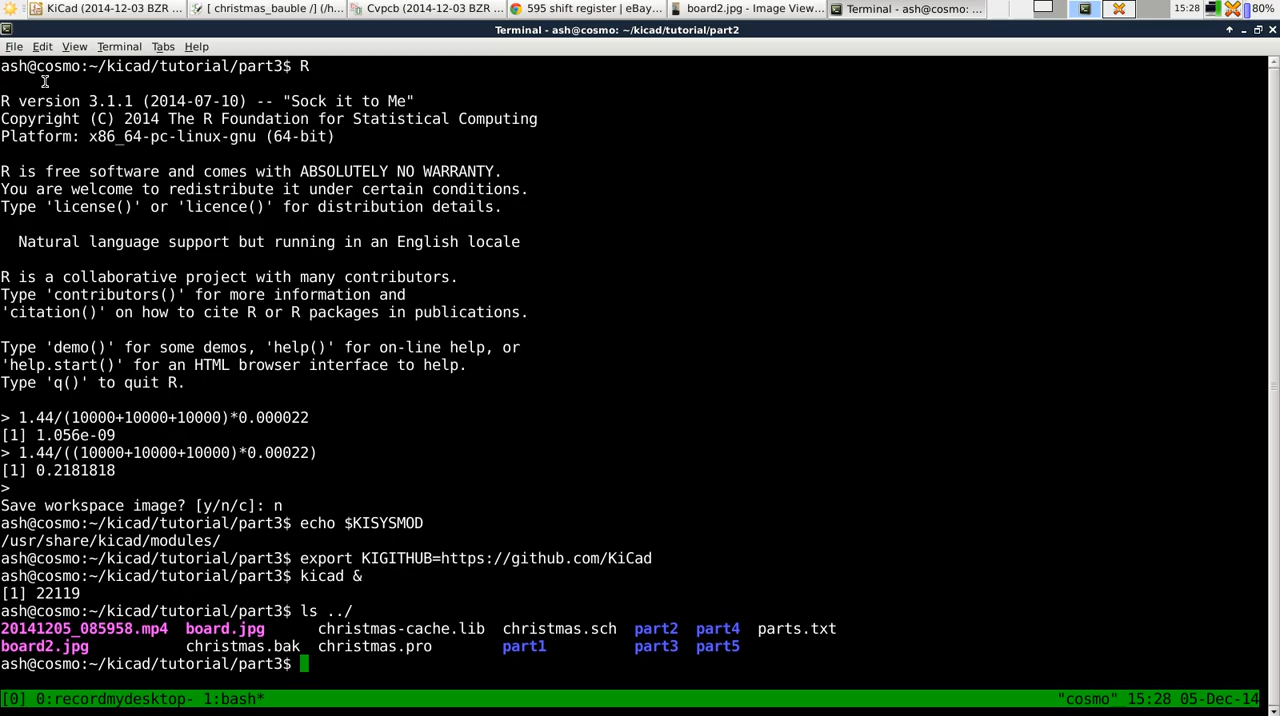 KiCad (2014-12-03 BZR ...
[ christmas_bauble /] (/h...
Cvpcb (2014-12-03 BZR ...
595 shift register | eBay...
board2.jpg - Image View...
Terminal - ash@cosmo: ...
15:28
80%
Terminal - ash@cosmo: ~/kicad/tutorial/part2
File Edit View Terminal Tabs Help
ash@cosmo:~/kicad/tutorial/part3$ R
R version 3.1.1 (2014-07-10) -- "Sock it to Me"
Copyright (C) 2014 The R Foundation for Statistical Computing
Platform: x86_64-pc-linux-gnu (64-bit)
R is free software and comes with ABSOLUTELY NO WARRANTY.
You are welcome to redistribute it under certain conditions.
Type 'license()' or 'licence()' for distribution details.
Natural language support but running in an English locale
R is a collaborative project with many contributors.
Type 'contributors()' for more information and
'citation()' on how to cite R or R packages in publications.
Type 'demo()' for some demos, 'help()' for on-line help, or
'help.start()' for an HTML browser interface to help.
Type 'q()' to quit R.
> 1.44/(10000+10000+10000)*0.000022
[1] 1.056e-09
> 1.44/((10000+10000+10000)*0.00022)
[1] 0.2181818
>
Save workspace image? [y/n/c]: n
ash@cosmo:~/kicad/tutorial/part3$ echo $KISYSMOD
/usr/share/kicad/modules/
ash@cosmo:~/kicad/tutorial/part3$ export KIGITHUB=https://github.com/KiCad
ash@cosmo:~/kicad/tutorial/part3$ kicad &
[1] 22119
ash@cosmo:~/kicad/tutorial/part3$ ls ../
20141205_085958.mp4 board.jpg christmas-cache.lib christmas.sch part2 part4 parts.txt
board2.jpg christmas.bak christmas.pro part1 part3 part5
ash@cosmo:~/kicad/tutorial/part3$
[0] 0:recordmydesktop- 1:bash* "cosmo" 15:28 05-Dec-14